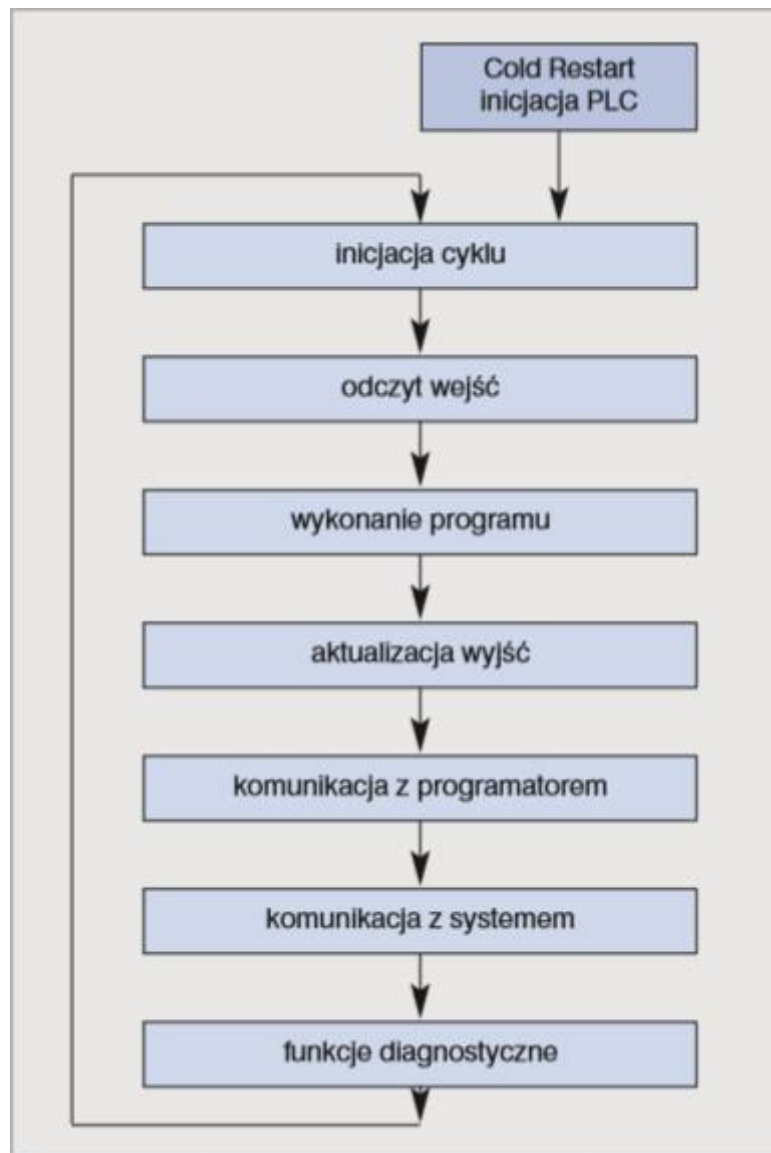 Cold Restart
inicjacja PLC
inicjacja cyklu
odczyt wejść
wykonanie programu
aktualizacja wyjść
komunikacja z programatorem
komunikacja z systemem
funkcje diagnostyczne